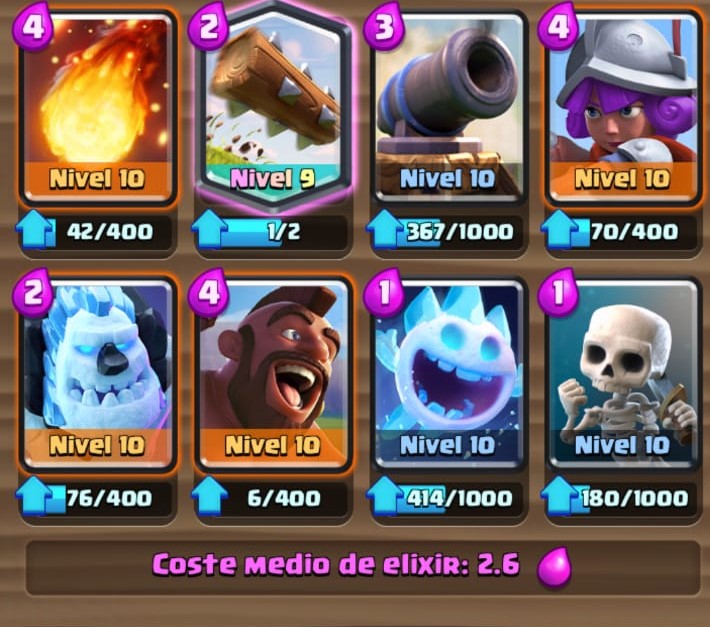 4 2 3 4
Nivel 10 Nivel 9 Nivel 10 Nivel 10
42/400 1/2 367/1000 70/400
2 4 1 1
Nivel 10 Nivel 10 Nivel 10 Nivel 10
76/400 6/400 414/1000 180/1000
Coste medio de elixir: 2.6